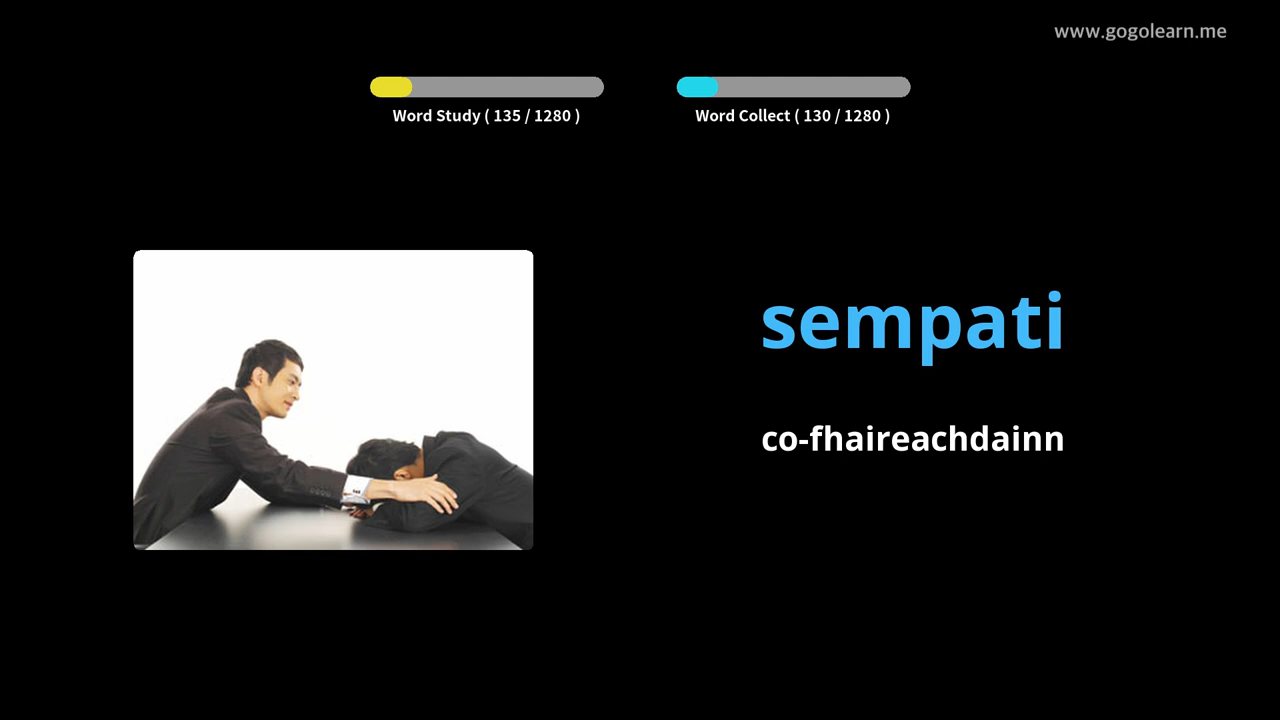 www.gogolearn.me
Word Study ( 135 / 1280 )
Word Collect ( 130 / 1280 )
sempati
co-fhaireachdainn